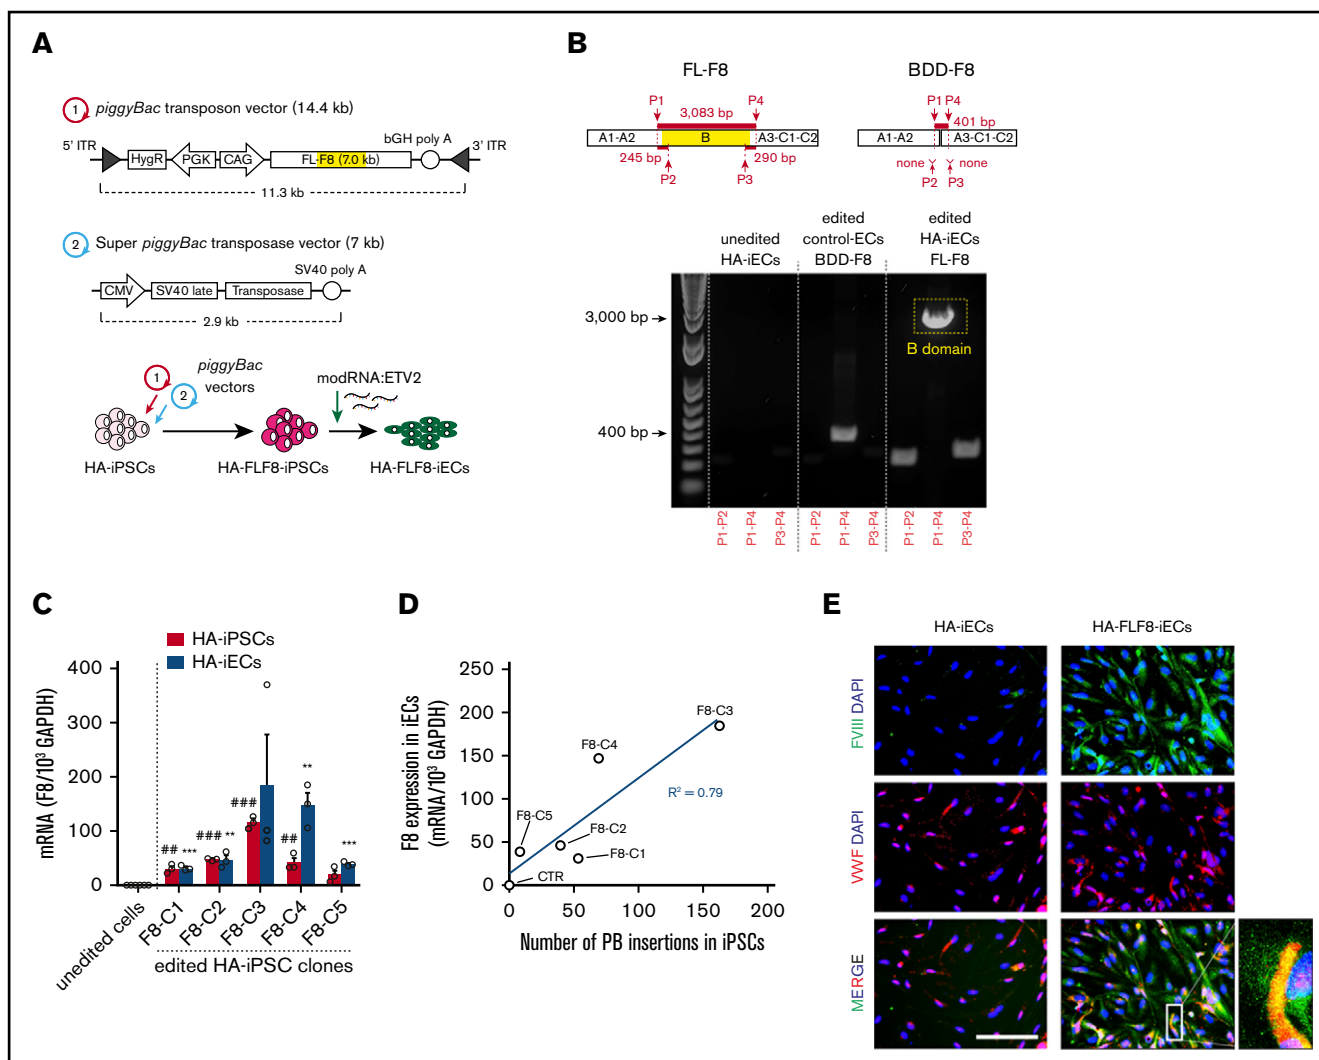 A
1 piggyBac transposon vector (14.4 kb)
5' ITR
bGH poly A
3' ITR
HygR
PGK
CAG
FL-F8 (7.0 kb)
11.3 kb
2 Super piggyBac transposase vector (7 kb)
SV40 poly A
CMV
SV40 late
Transposase
2.9 kb
1
2
piggyBac
vectors
modRNA:ETV2
HA-iPSCs
HA-FLF8-iPSCs
HA-FLF8-iECs
B
FL-F8
P1
3,083 bp
P4
A1-A2
B
A3-C1-C2
245 bp
290 bp
P2
P3
BDD-F8
P1 P4
401 bp
A1-A2
A3-C1-C2
none
none
P2
P3
unedited
HA-iECs
edited
control-ECs
BDD-F8
edited
HA-iECs
FL-F8
3,000 bp
400 bp
B domain
P1-P2
P1-P4
P3-P4
P1-P2
P1-P4
P3-P4
P1-P2
P1-P4
P3-P4
C
HA-iPSCs
HA-iECs
mRNA (F8/10³ GAPDH)
400
300
200
100
0
## ***
### **
###
## **
***
unedited cells
F8-C1
F8-C2
F8-C3
F8-C4
F8-C5
edited HA-iPSC clones
D
F8 expression in iECs
(mRNA/10³ GAPDH)
250
200
150
100
50
0
F8-C3
F8-C4
R² = 0.79
F8-C5
F8-C2
F8-C1
CTR
0 50 100 150 200
Number of PB insertions in iPSCs
E
HA-iECs
HA-FLF8-iECs
FVIII DAPI
VWF DAPI
MERGE